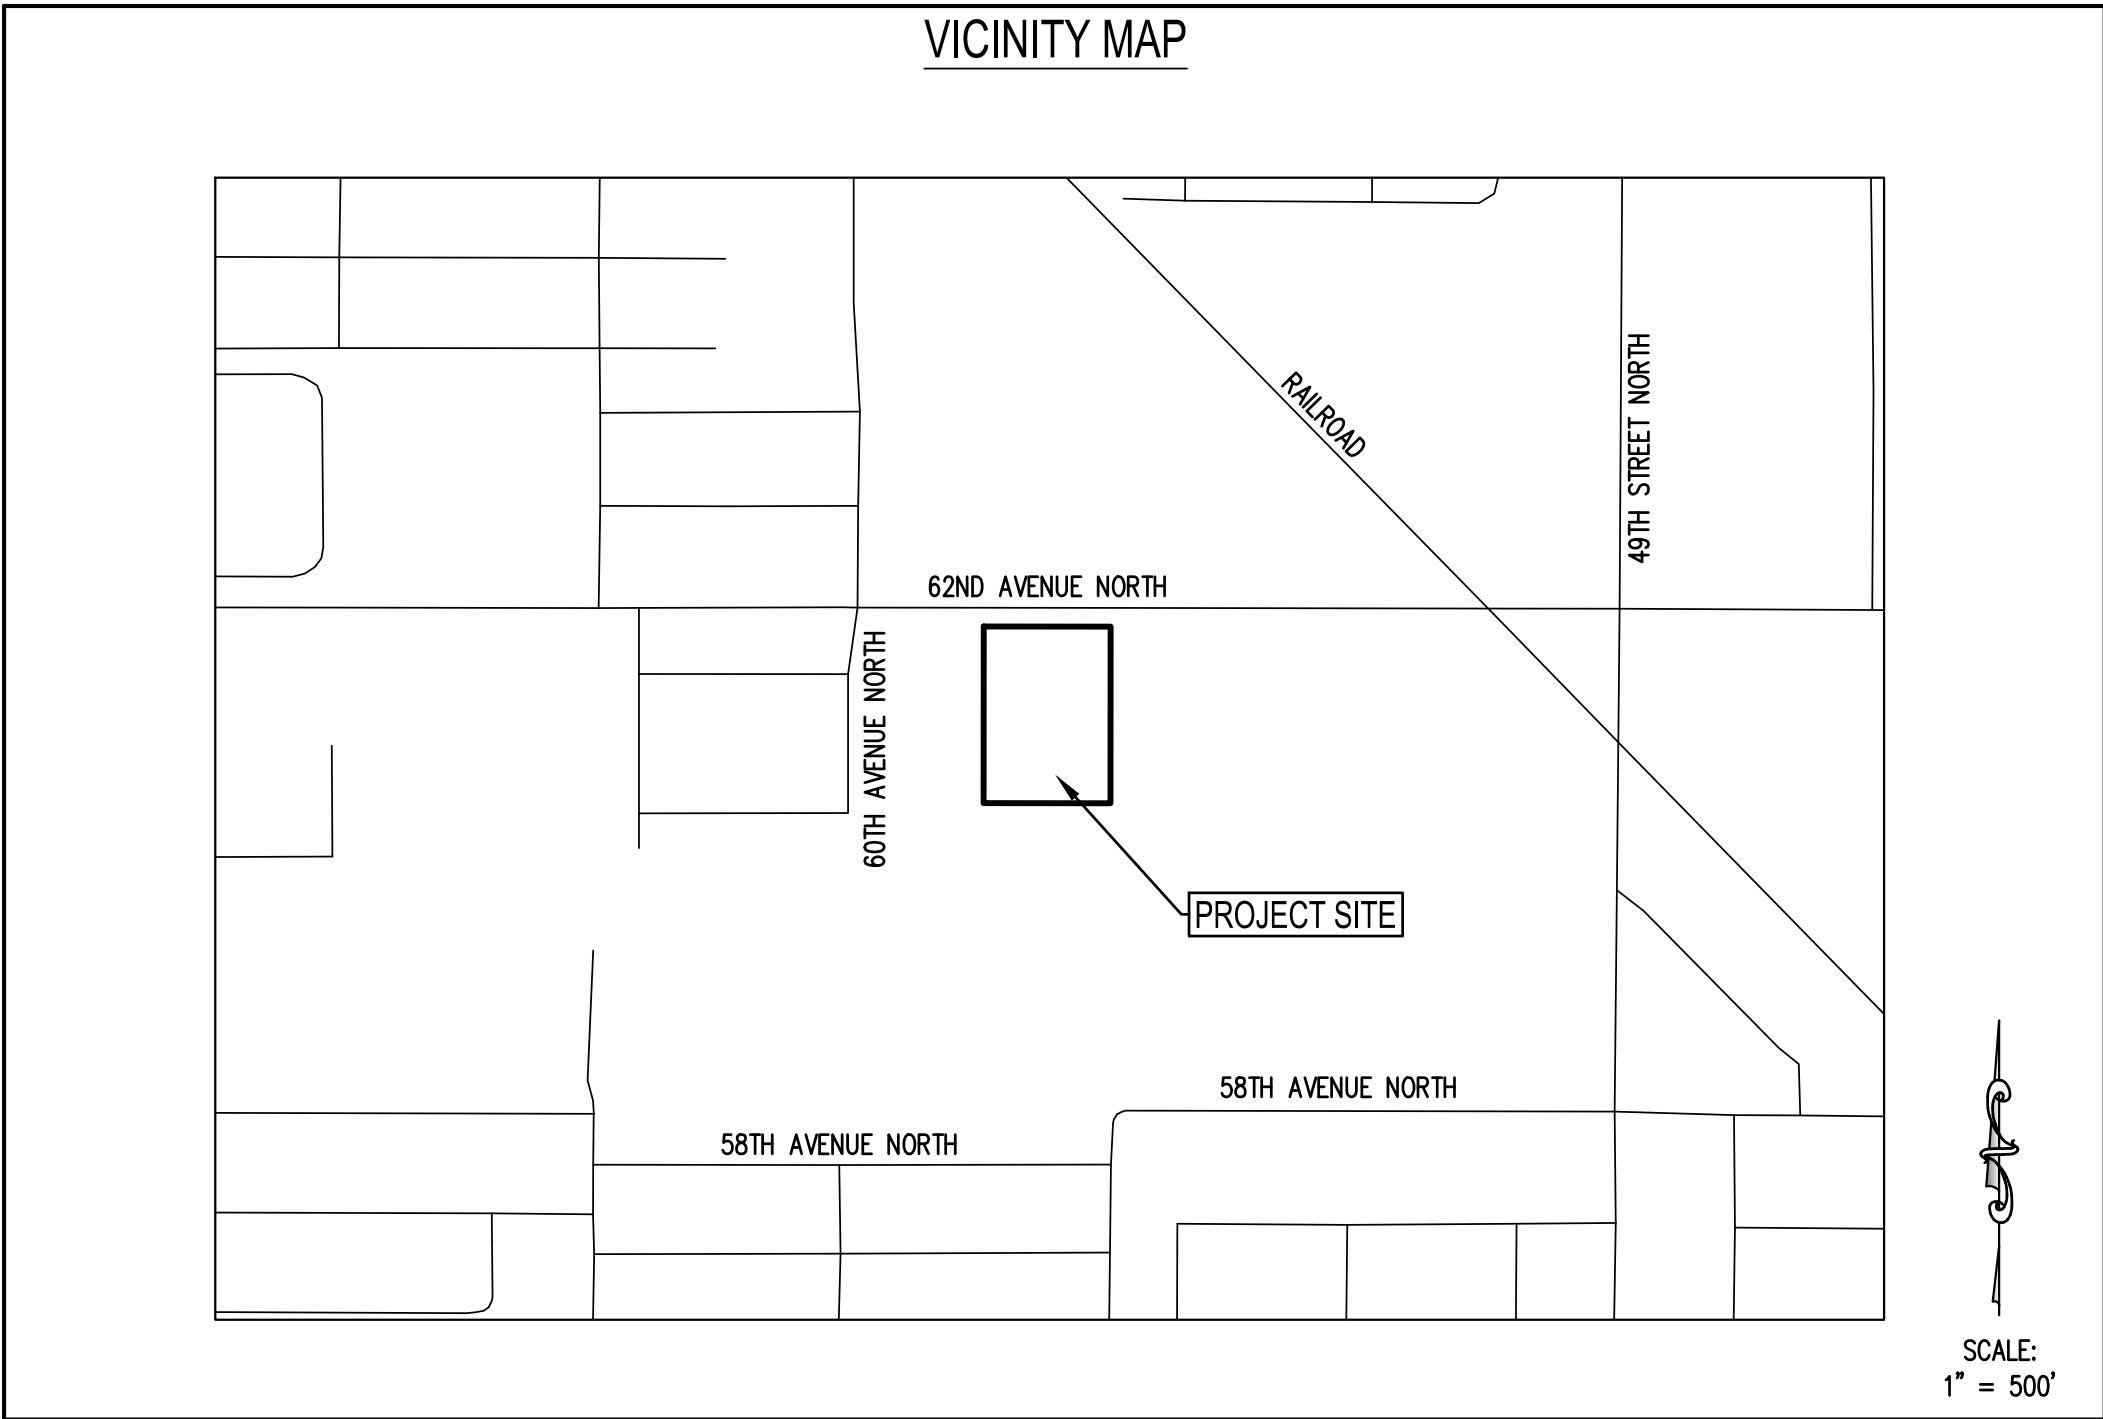 VICINITY MAP
RAILROAD
49TH STREET NORTH
62ND AVENUE NORTH
60TH AVENUE NORTH
PROJECT SITE
58TH AVENUE NORTH
58TH AVENUE NORTH
SCALE:
1" = 500'